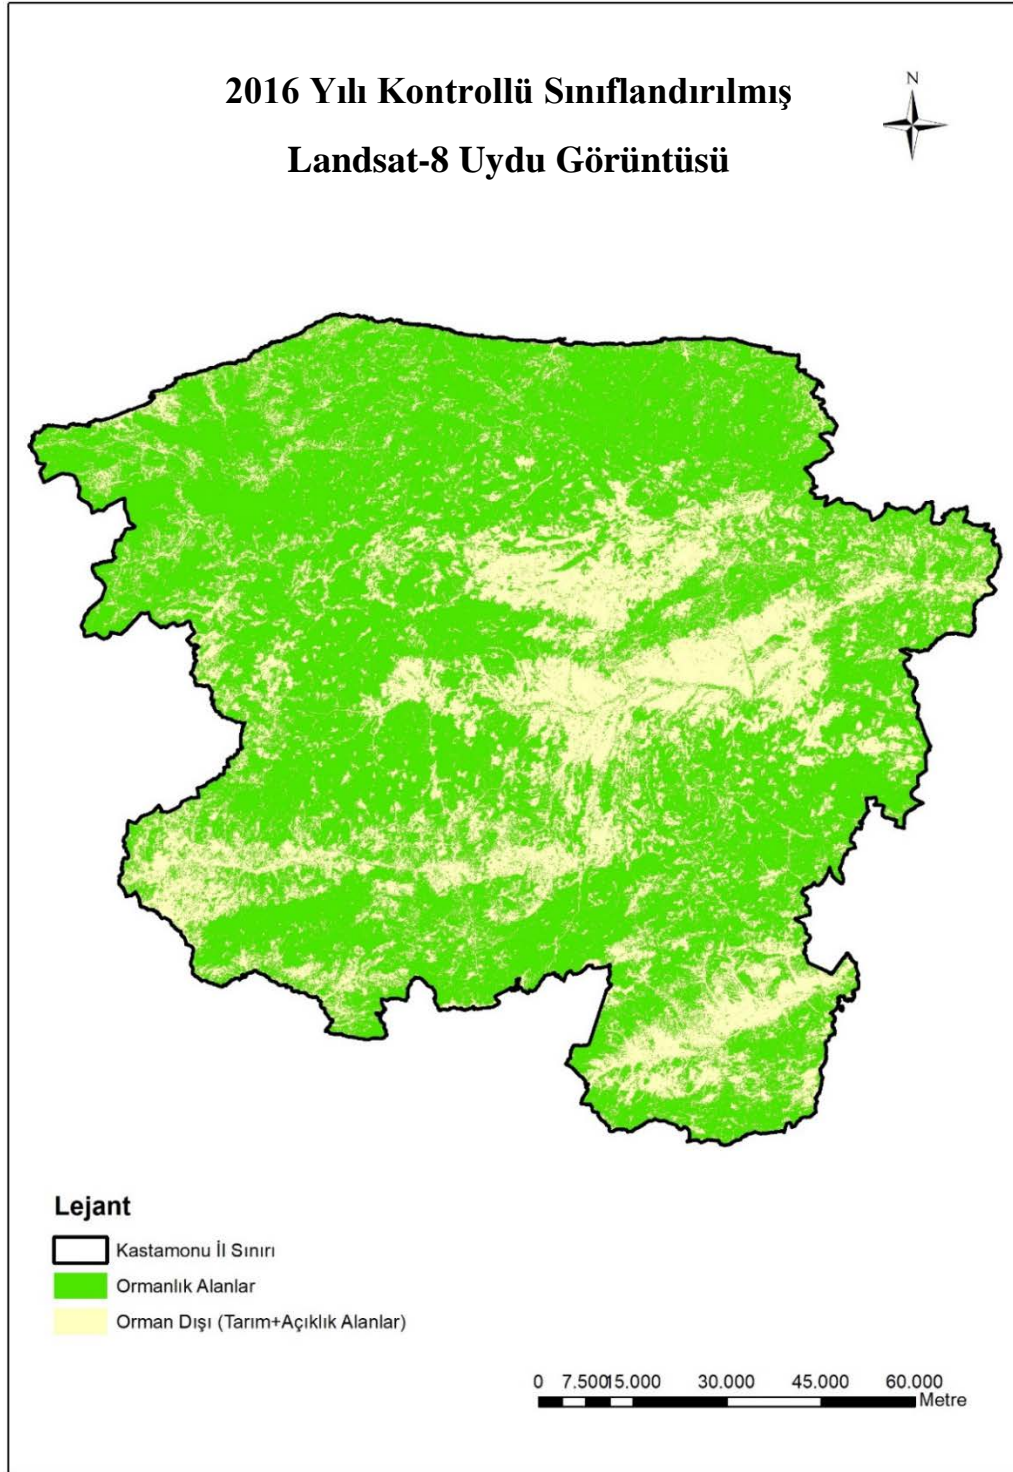 2016 Yılı Kontrollü Sınıflandırılmış
Landsat-8 Uydu Görüntüsü
N
Lejant
Kastamonu İl Sınırı
Ormanlık Alanlar
Orman Dışı (Tarım+Açıklık Alanlar)
0 7.500 15.000 30.000 45.000 60.000
Metre